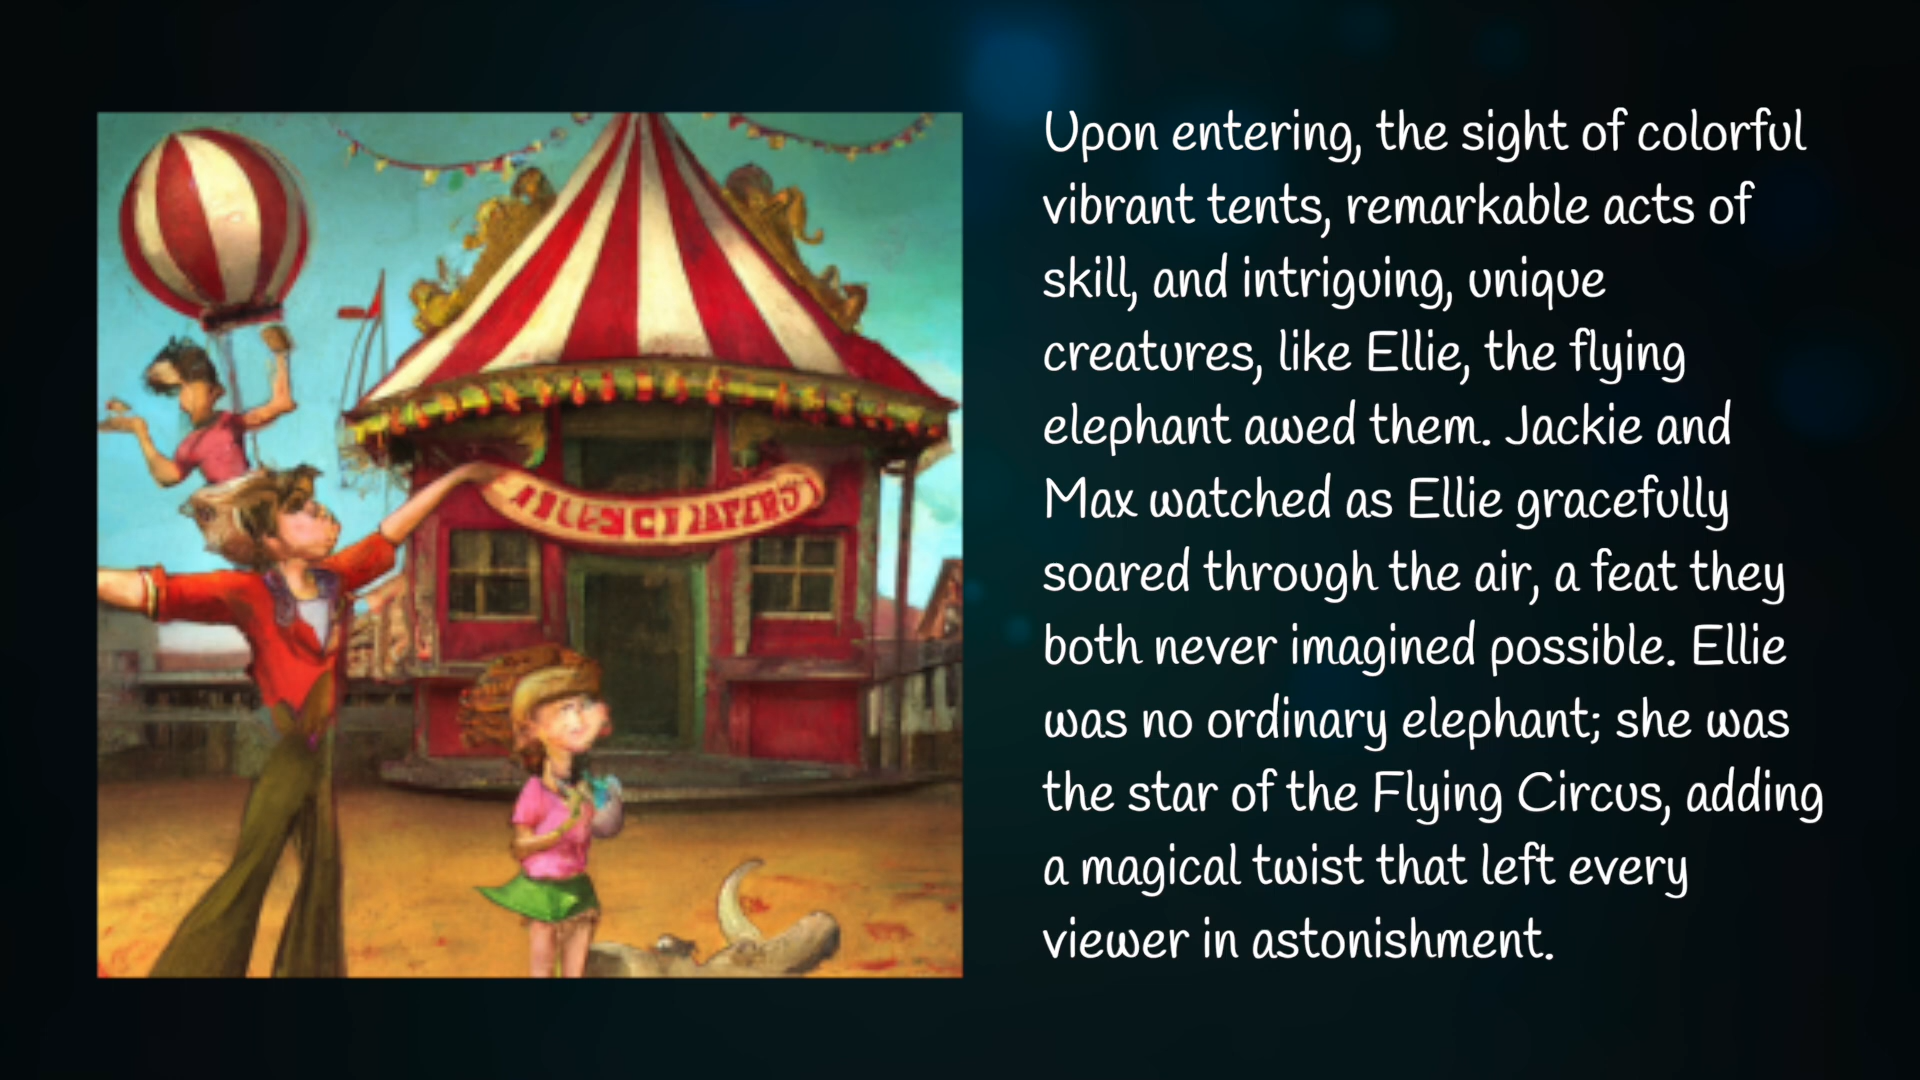 Upon entering, the sight of colorful
vibrant tents, remarkable acts of
skill, and intriguing, unique
creatures, like Ellie, the flying
elephant awed them. Jackie and
Max watched as Ellie gracefully
soared through the air, a feat they
both never imagined possible. Ellie
was no ordinary elephant; she was
the star of the Flying Circus, adding
a magical twist that left every
viewer in astonishment.